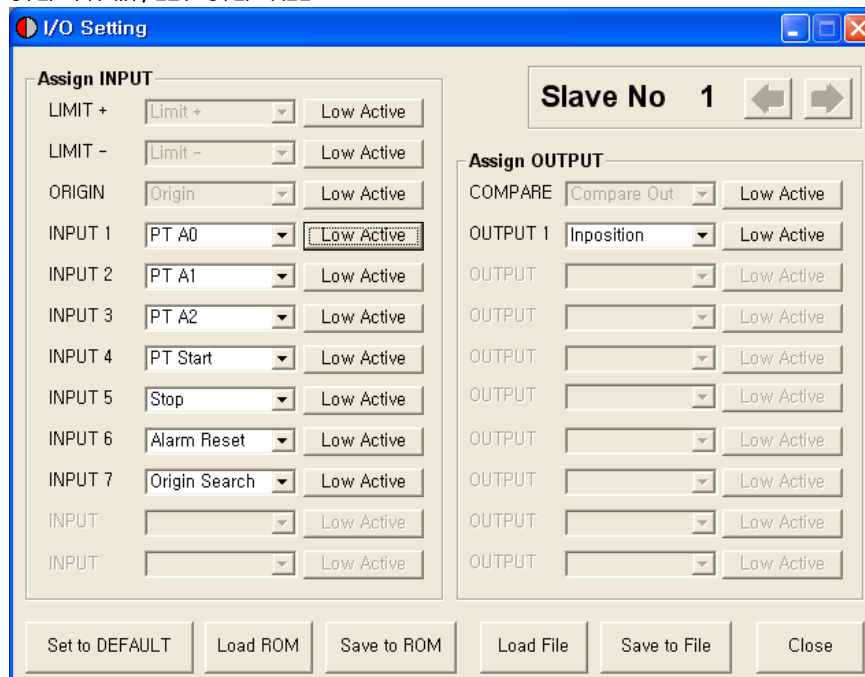 I/O Setting
Assign INPUT
LIMIT + Limit + Low Active
LIMIT - Limit - Low Active
ORIGIN Origin Low Active
INPUT 1 PT A0 Low Active
INPUT 2 PT A1 Low Active
INPUT 3 PT A2 Low Active
INPUT 4 PT Start Low Active
INPUT 5 Stop Low Active
INPUT 6 Alarm Reset Low Active
INPUT 7 Origin Search Low Active
INPUT Low Active
INPUT Low Active
Slave No 1
Assign OUTPUT
COMPARE Compare Out Low Active
OUTPUT 1 Inposition Low Active
OUTPUT Low Active
OUTPUT Low Active
OUTPUT Low Active
OUTPUT Low Active
OUTPUT Low Active
OUTPUT Low Active
OUTPUT Low Active
OUTPUT Low Active
Set to DEFAULT Load ROM Save to ROM Load File Save to File Close